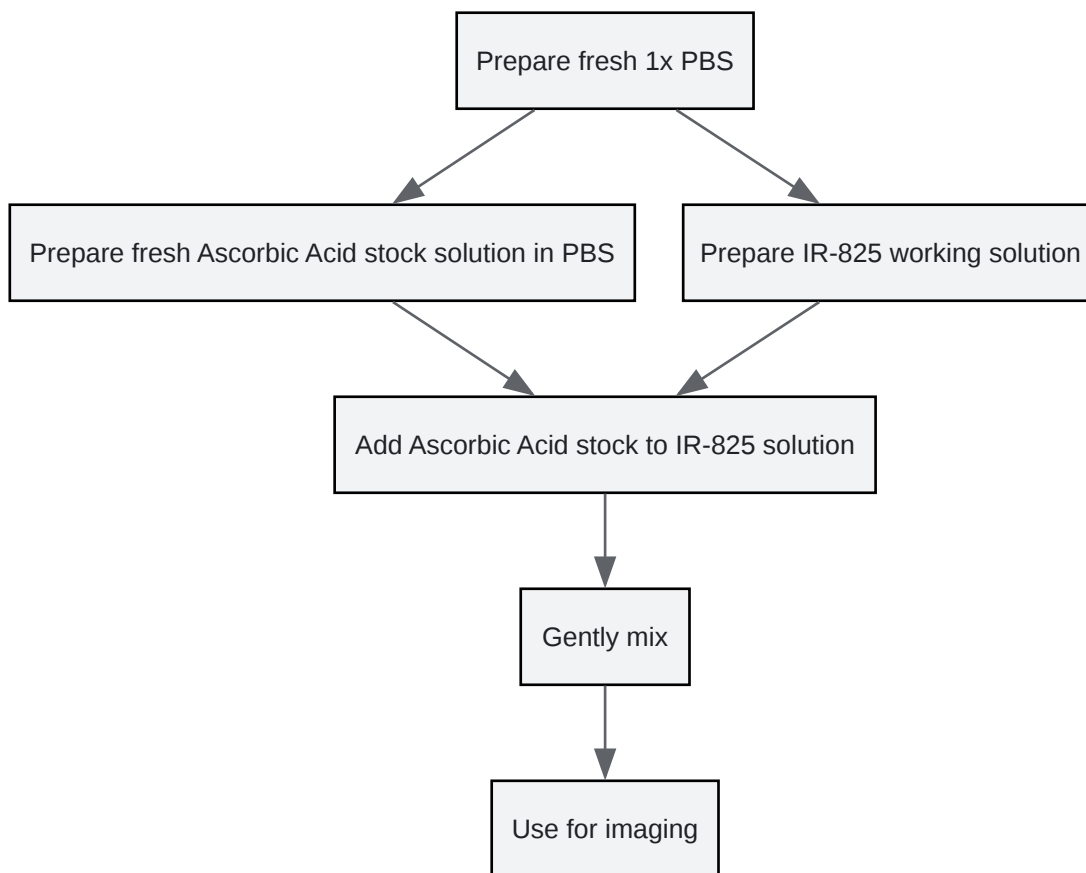 Prepare fresh 1x PBS
Prepare fresh Ascorbic Acid stock solution in PBS
Prepare IR-825 working solution
Add Ascorbic Acid stock to IR-825 solution
Gently mix
Use for imaging